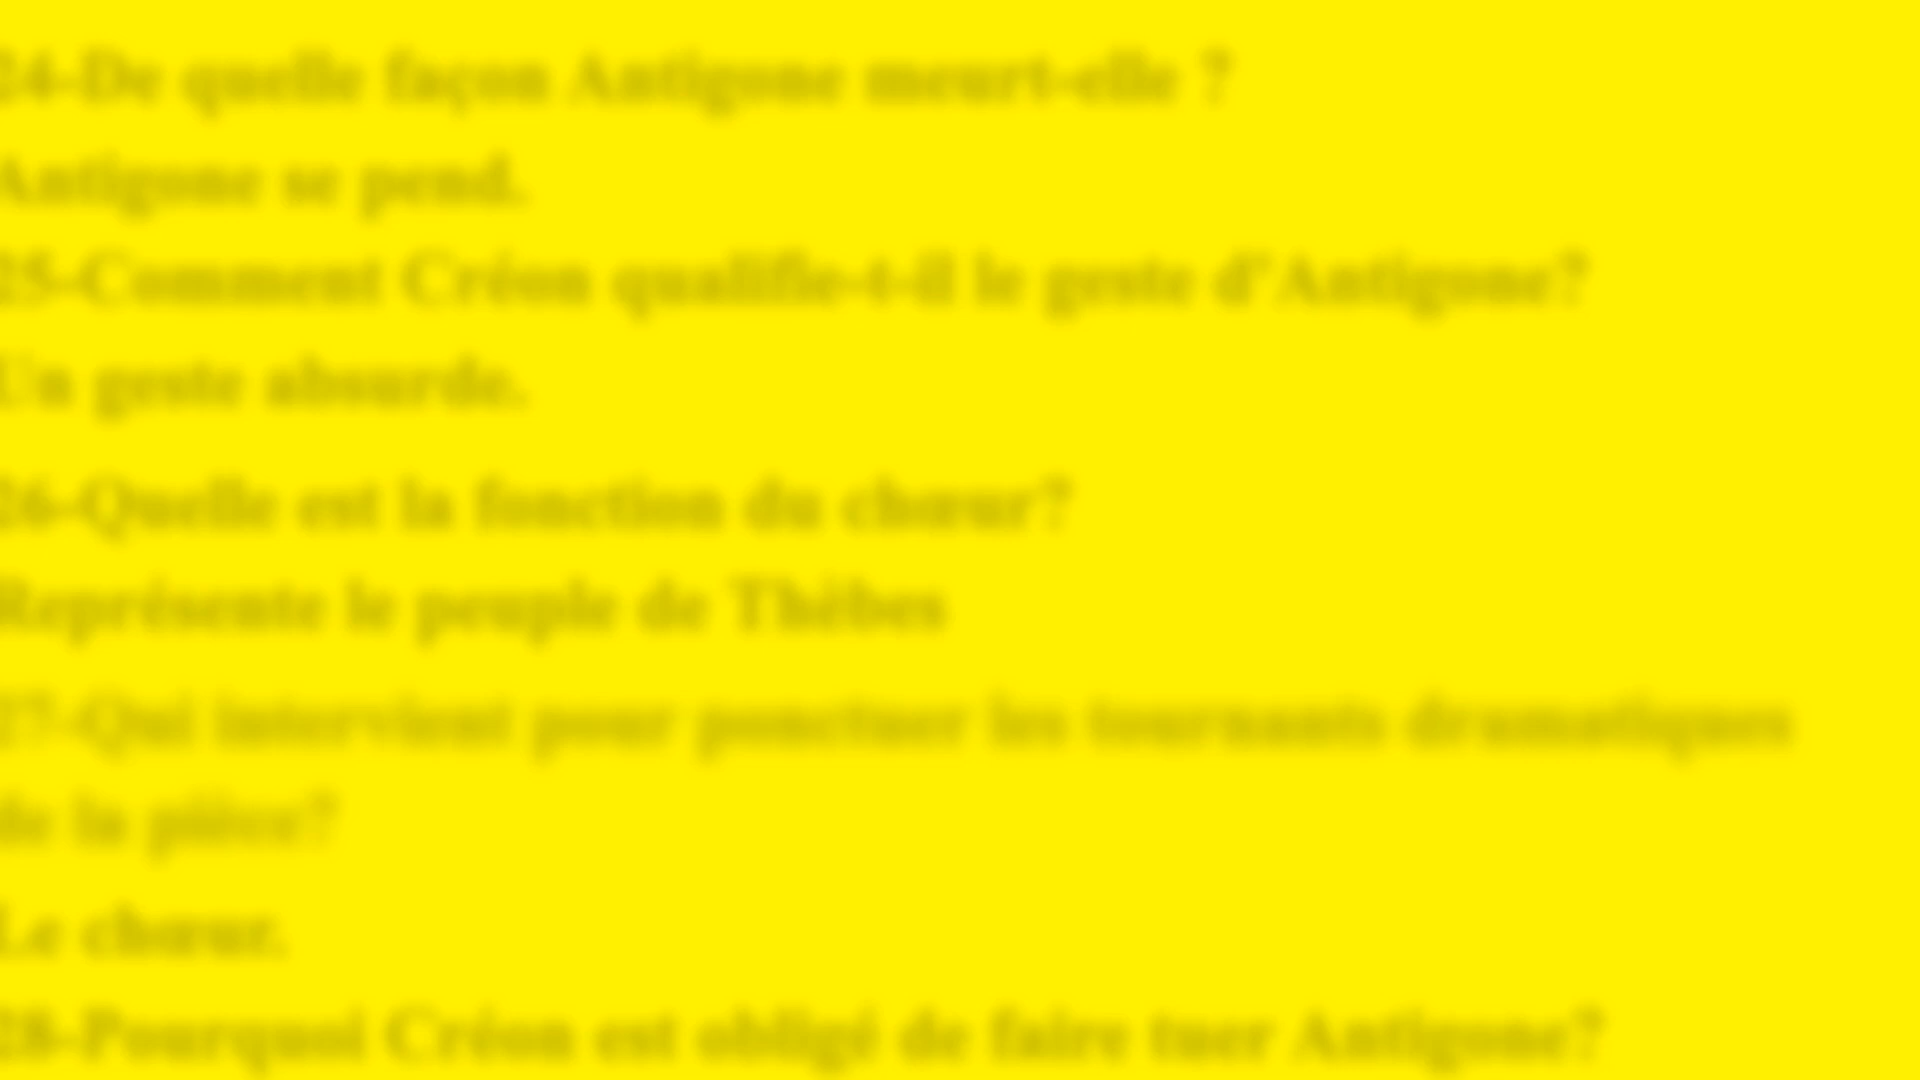 24-De quelle façon Antigone meurt-elle ?
Antigone se pend.
25-Comment Créon qualifie-t-il le geste d'Antigone?
Un geste absurde.
26-Quelle est la fonction du chœur?
Représente le peuple de Thèbes
27-Qui intervient pour ponctuer les tournants dramatiques
de la pièce?
Le chœur.
28-Pourquoi Créon est obligé de faire tuer Antigone?